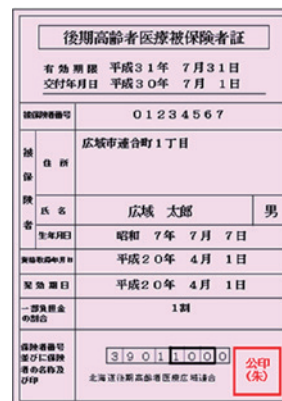 後期高齢者医療被保険者証
有効期限 平成31年 7月31日
交付年月日 平成30年 7月 1日
被保険者番号 01234567
被保険者
住所 広域市連合町1丁目
氏名 広域 太郎 男
生年月日 昭和 7年 7月 7日
資格取得年月日 平成20年 4月 1日
発効期日 平成20年 4月 1日
一部負担金の割合 1割
保険者番号並びに保険者の名称及び印
39011000
北海道後期高齢者医療広域連合
公印
(朱)